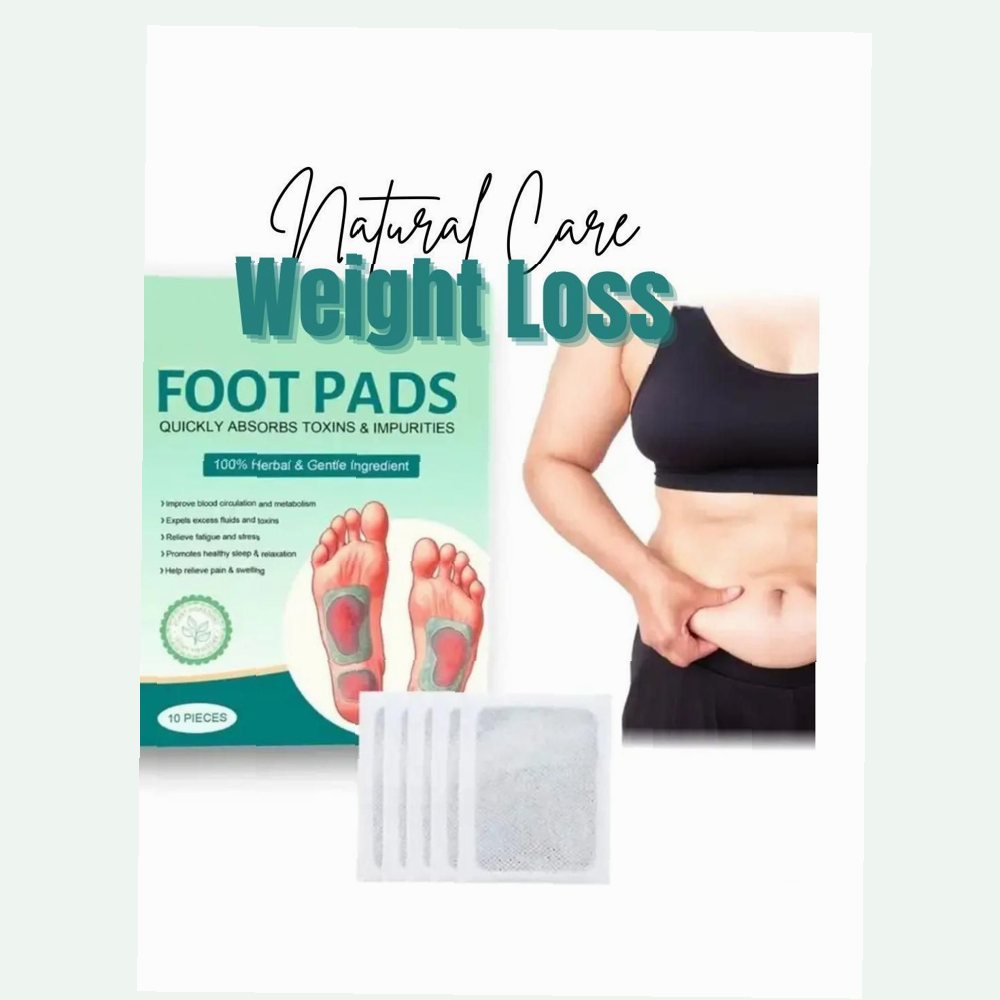 Natural Care
Weight Loss
FOOT PADS
QUICKLY ABSORBS TOXINS & IMPURITIES
100% Herbal & Gentle Ingredient
›Improve blood circulation and metabolism
›Expels excess fluids and toxins
›Relieve fatigue and stress
›Promotes healthy sleep & relaxation
›Help relieve pain & swelling
10 PIECES